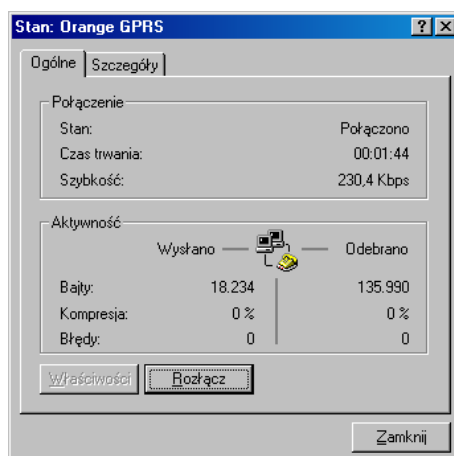 Stan: Orange GPRS
Ogólne Szczegóły
Połączenie
Stan: Połączono
Czas trwania: 00:01:44
Szybkość: 230,4 Kbps
Aktywność
Wysłano Odebrano
Bajty: 18.234 135.990
Kompresja: 0 % 0 %
Błędy: 0 0
Właściwości Rozłącz
Zamknij